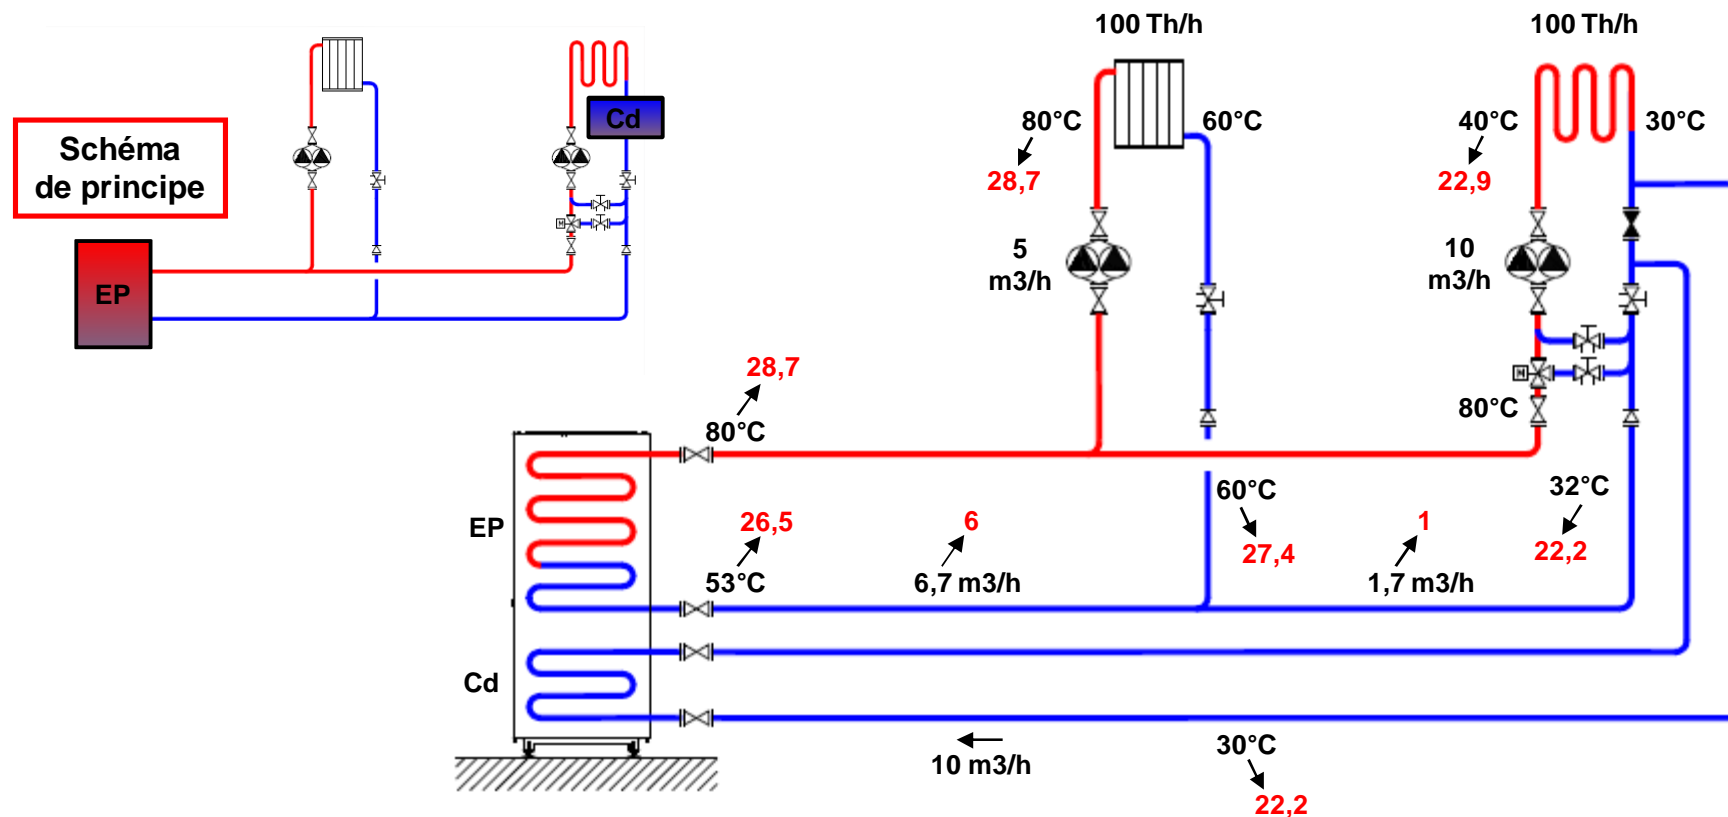 100 Th/h
100 Th/h
Schéma
de principe
Cd
EP
80°C
28,7
60°C
5
m3/h
40°C
22,9
30°C
10
m3/h
M
M
80°C
28,7
80°C
EP
26,5
53°C
6
6,7 m3/h
60°C
27,4
1
1,7 m3/h
32°C
22,2
Cd
10 m3/h
30°C
22,2